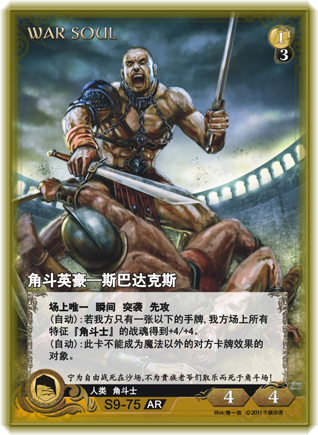 WAR SOUL
1
3
角斗英豪—斯巴达克斯
场上唯一 瞬间 突袭 先攻
(自动):若我方只有一张以下的手牌,我方场上所有
特征『角斗士』的战魂得到+4/+4。
(自动):此卡不能成为魔法以外的对方卡牌效果的
对象。
宁为自由战死在沙场,不为贵族老爷们取乐而死于角斗场!
人类 角斗士
S9-75 AR
4 4